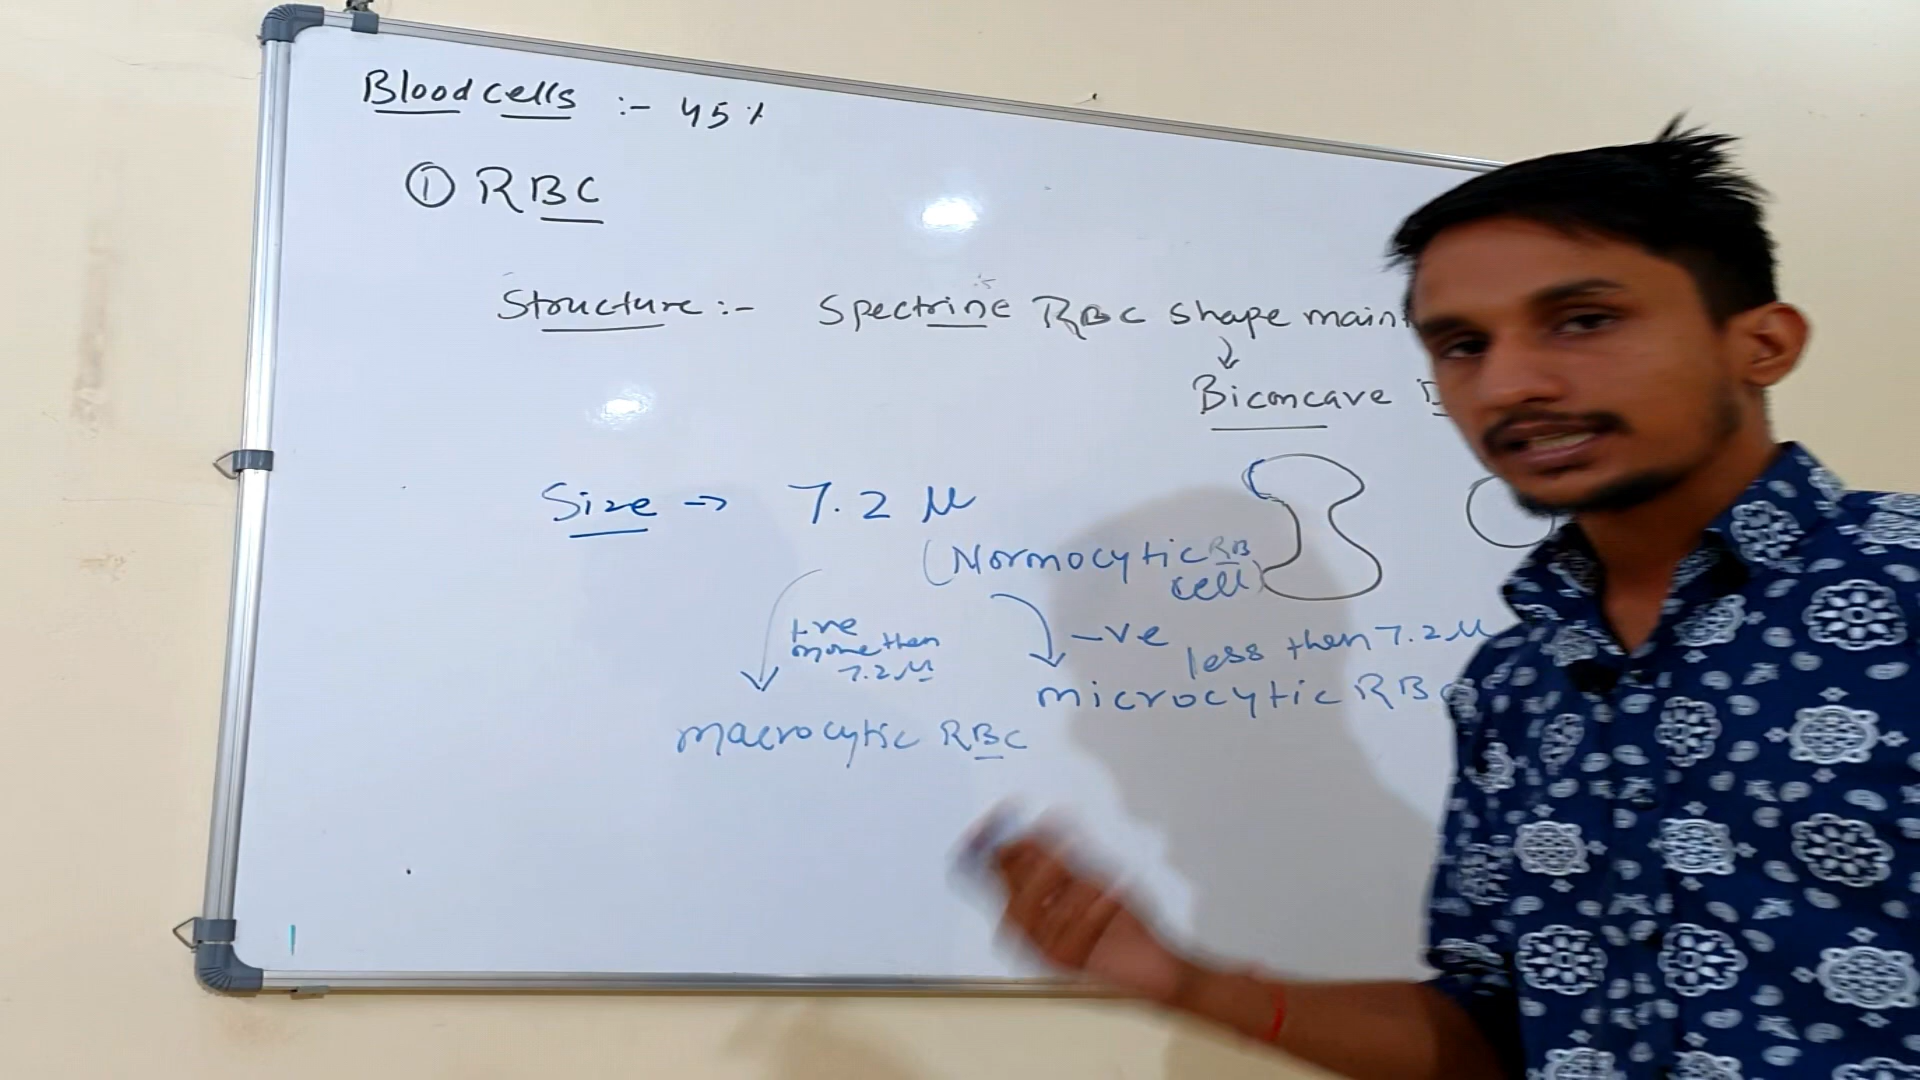 Blood cells :- 45%
① RBC
Structure :- Spectrine RBC shape maint
Biconcave D
Size → 7.2 μ
(Normocytic RB
cell)
+ve
more then
7.2 μ
-ve less then 7.2 μ
macrocytic RBC
microcytic RBC